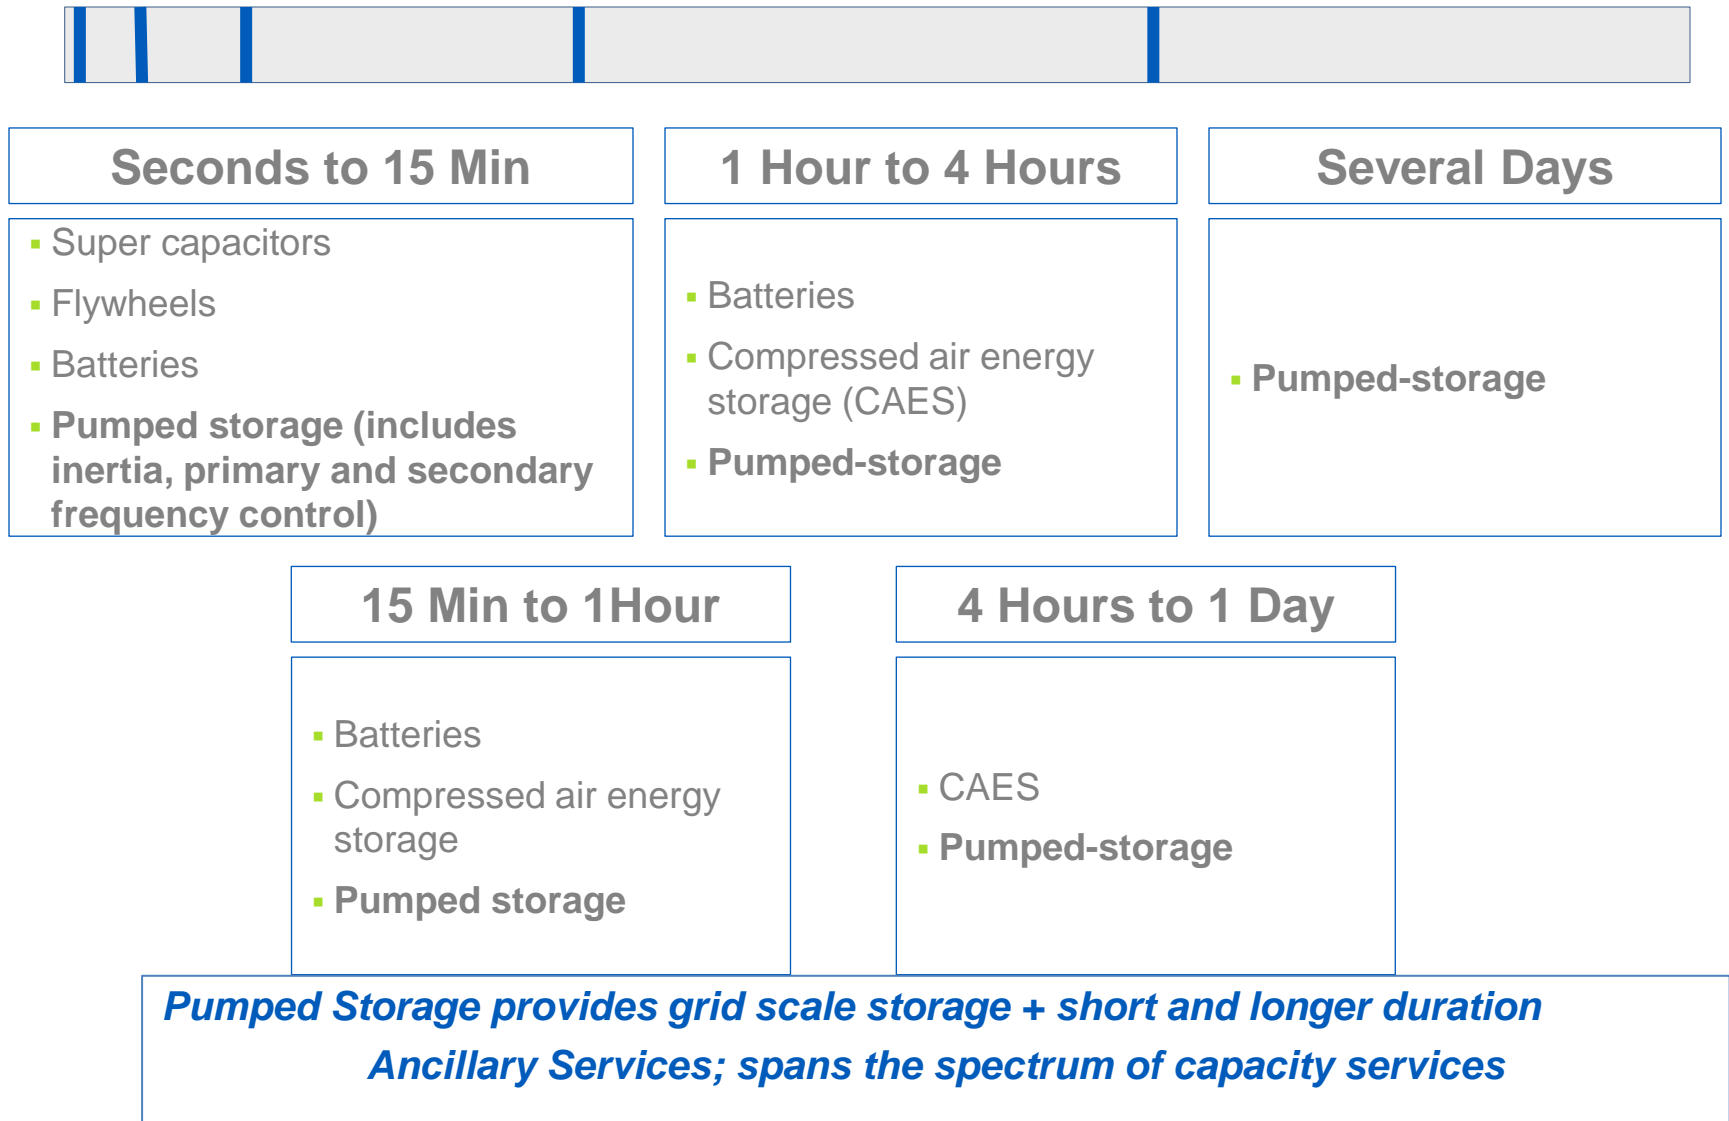 Seconds to 15 Min
Super capacitors
Flywheels
Batteries
Pumped storage (includes
inertia, primary and secondary
frequency control)
1 Hour to 4 Hours
Batteries
Compressed air energy
storage (CAES)
Pumped-storage
Several Days
Pumped-storage
15 Min to 1Hour
Batteries
Compressed air energy
storage
Pumped storage
4 Hours to 1 Day
CAES
Pumped-storage
Pumped Storage provides grid scale storage + short and longer duration
Ancillary Services; spans the spectrum of capacity services